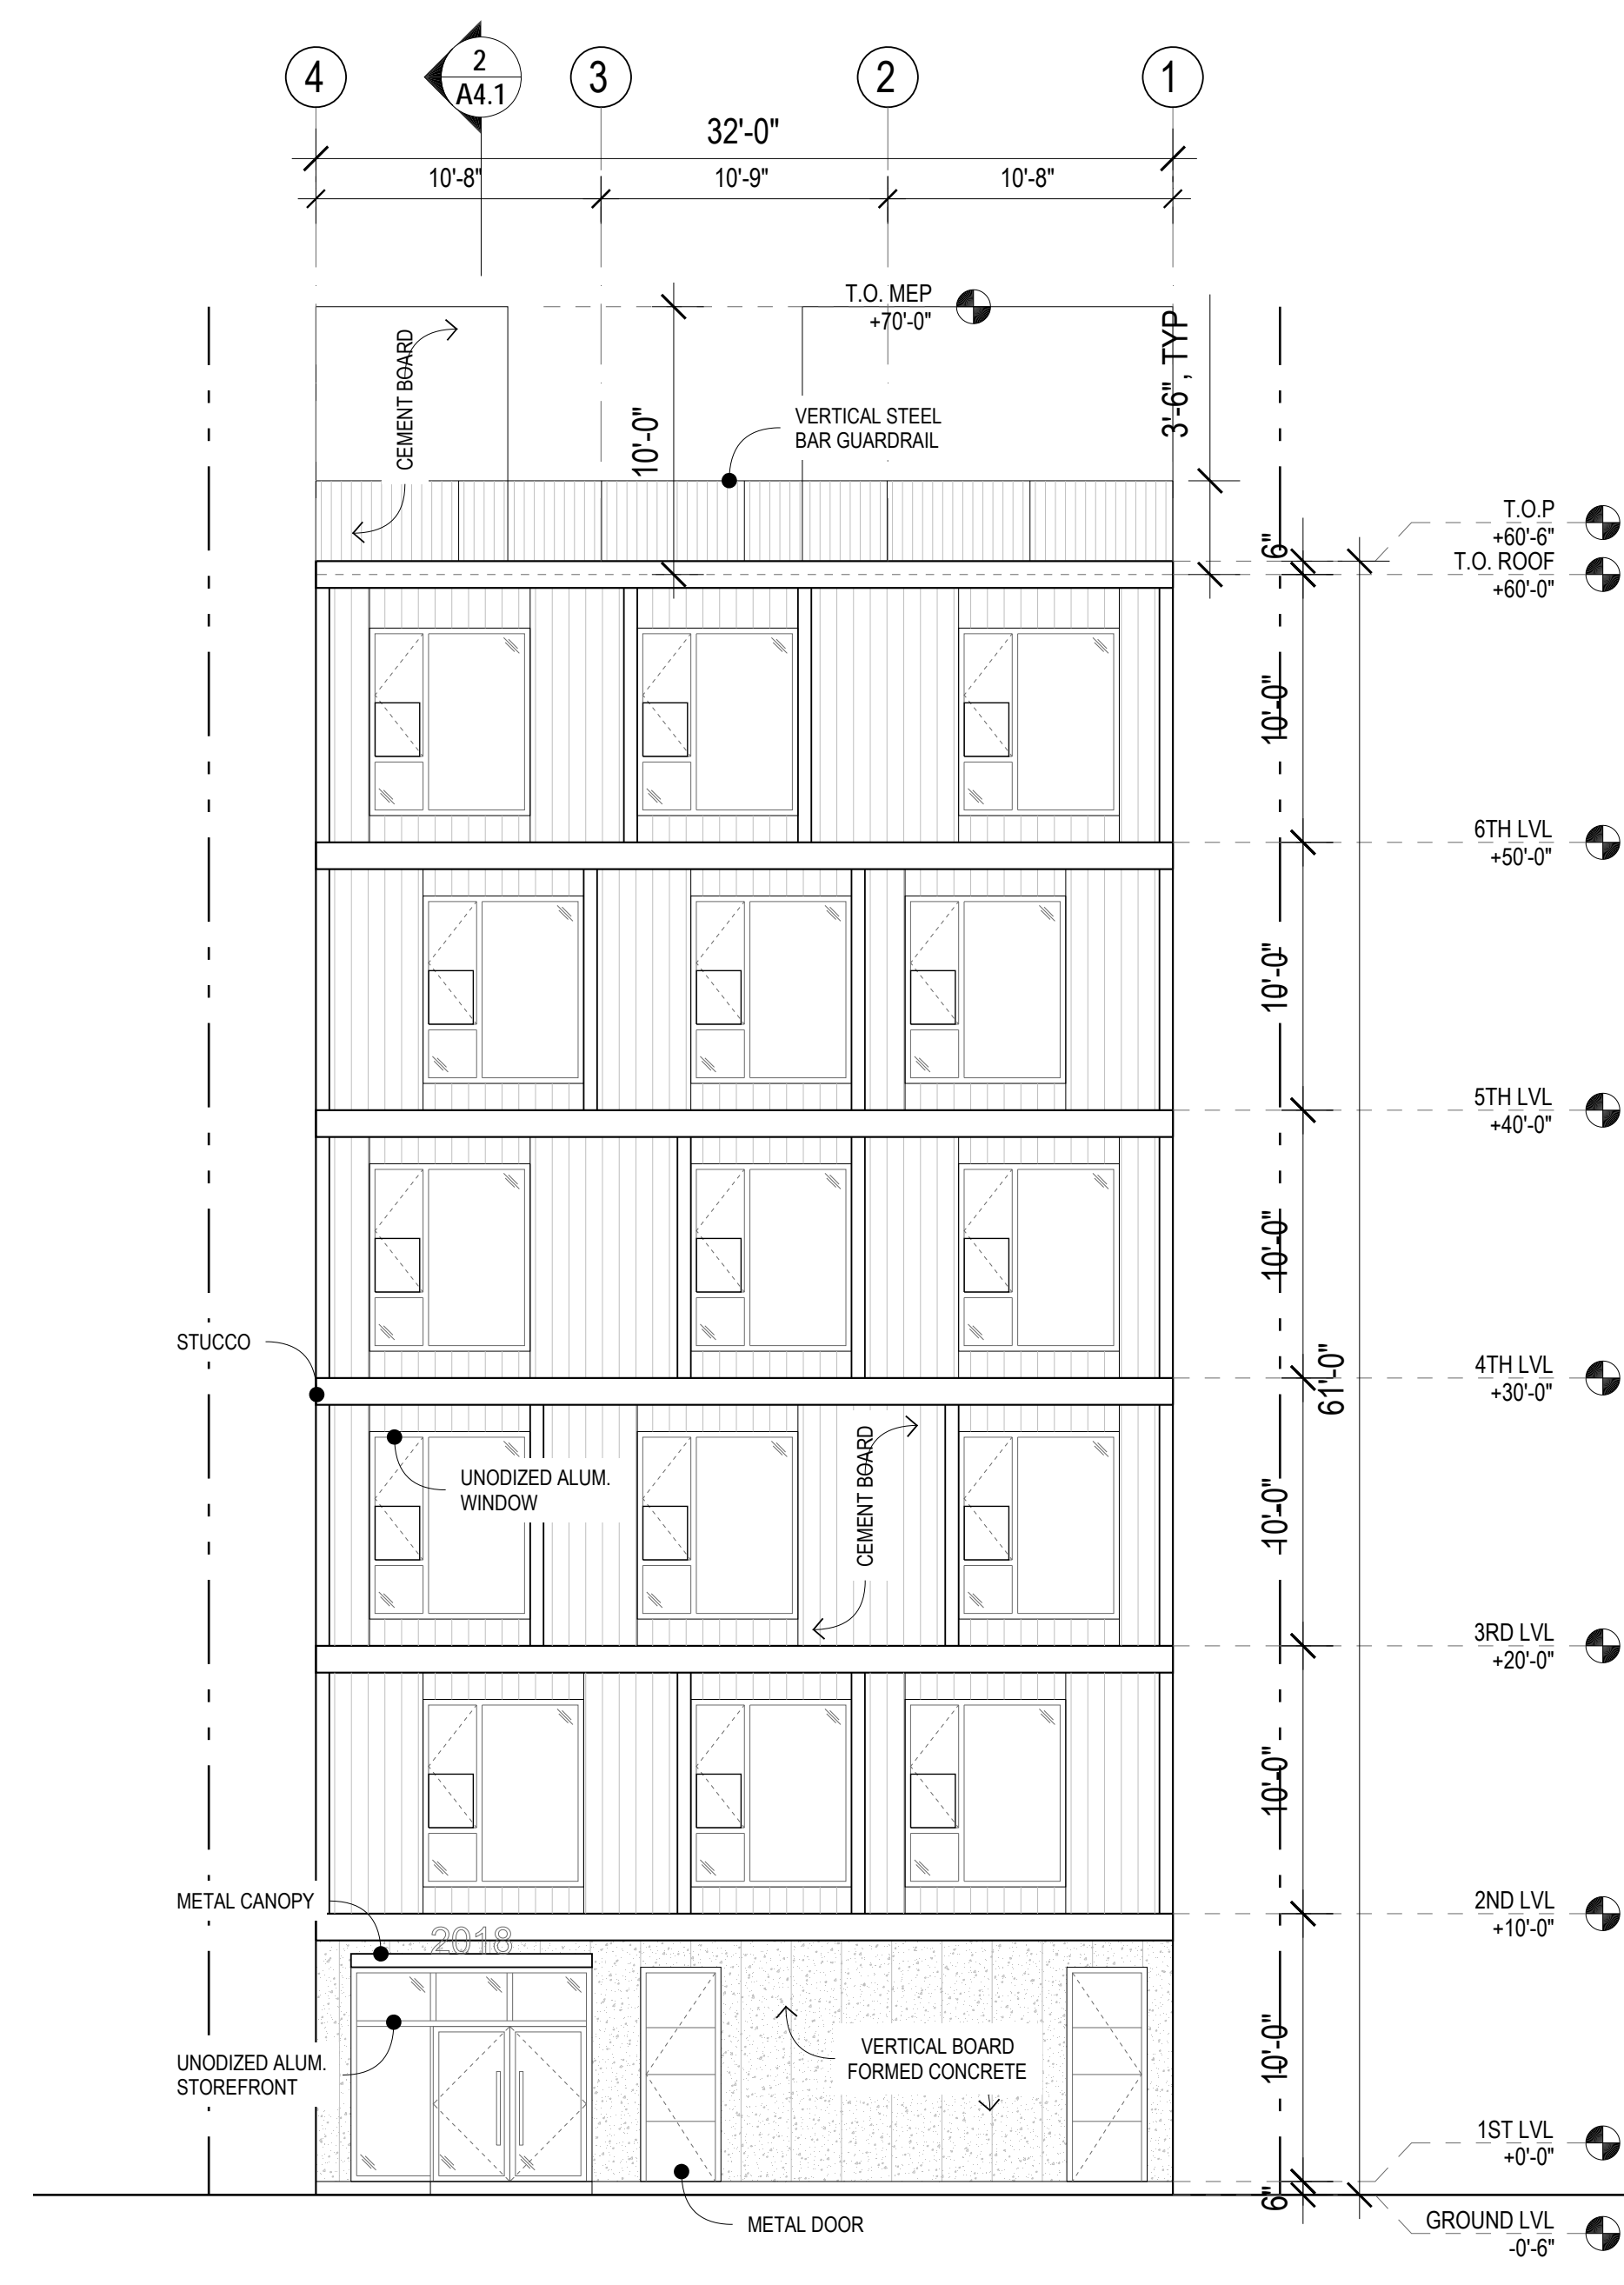 4
2
A4.1
3
2
1
32'-0"
10'-8"
10'-9"
10'-8"
T.O. MEP
+70'-0"
CEMENT BOARD
10'-0"
VERTICAL STEEL
BAR GUARDRAIL
3'-6", TYP
T.O.P
+60'-6"
6"
T.O. ROOF
+60'-0"
10'-0"
6TH LVL
+50'-0"
10'-0"
5TH LVL
+40'-0"
10'-0"
STUCCO
61'-0"
4TH LVL
+30'-0"
UNODIZED ALUM.
WINDOW
CEMENT BOARD
10'-0"
3RD LVL
+20'-0"
10'-0"
METAL CANOPY
2018
2ND LVL
+10'-0"
UNODIZED ALUM.
STOREFRONT
VERTICAL BOARD
FORMED CONCRETE
10'-0"
1ST LVL
+0'-0"
6"
METAL DOOR
GROUND LVL
-0'-6"